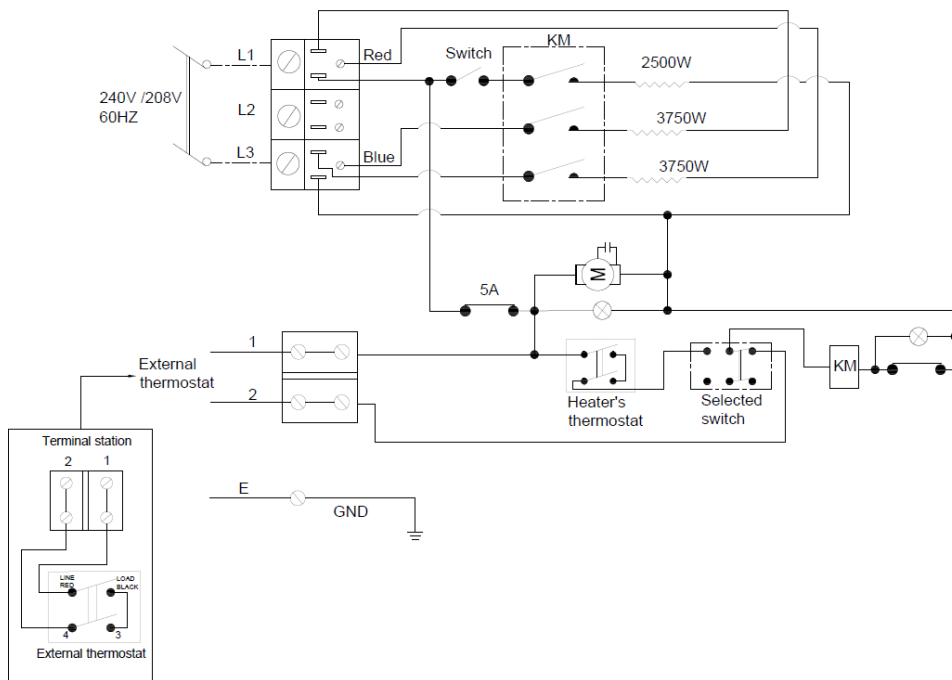 L1
Red
Switch
KM
2500W
240V /208V
60HZ
L2
3750W
L3
Blue
3750W
M
5A
1
External
thermostat
2
KM
Heater's
thermostat
Selected
switch
Terminal station
2 1
E
GND
LINE
RED
LOAD
BLACK
4 3
External thermostat